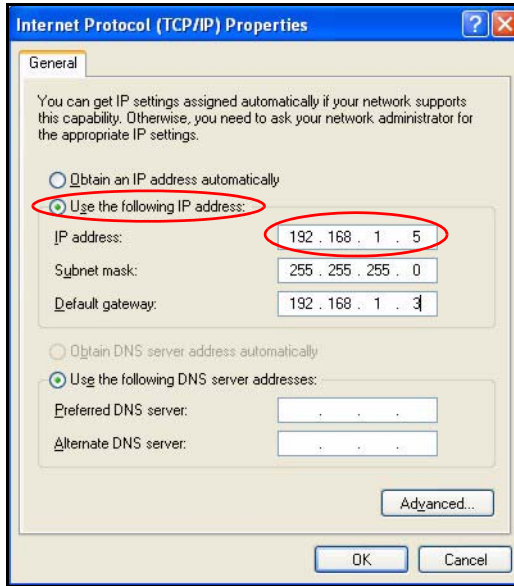 Internet Protocol (TCP/IP) Properties
General
You can get IP settings assigned automatically if your network supports
this capability. Otherwise, you need to ask your network administrator for
the appropriate IP settings.
Obtain an IP address automatically
Use the following IP address:
IP address: 192 . 168 . 1 . 5
Subnet mask: 255 . 255 . 255 . 0
Default gateway: 192 . 168 . 1 . 3
Obtain DNS server address automatically
Use the following DNS server addresses:
Preferred DNS server: . . .
Alternate DNS server: . . .
Advanced...
OK Cancel